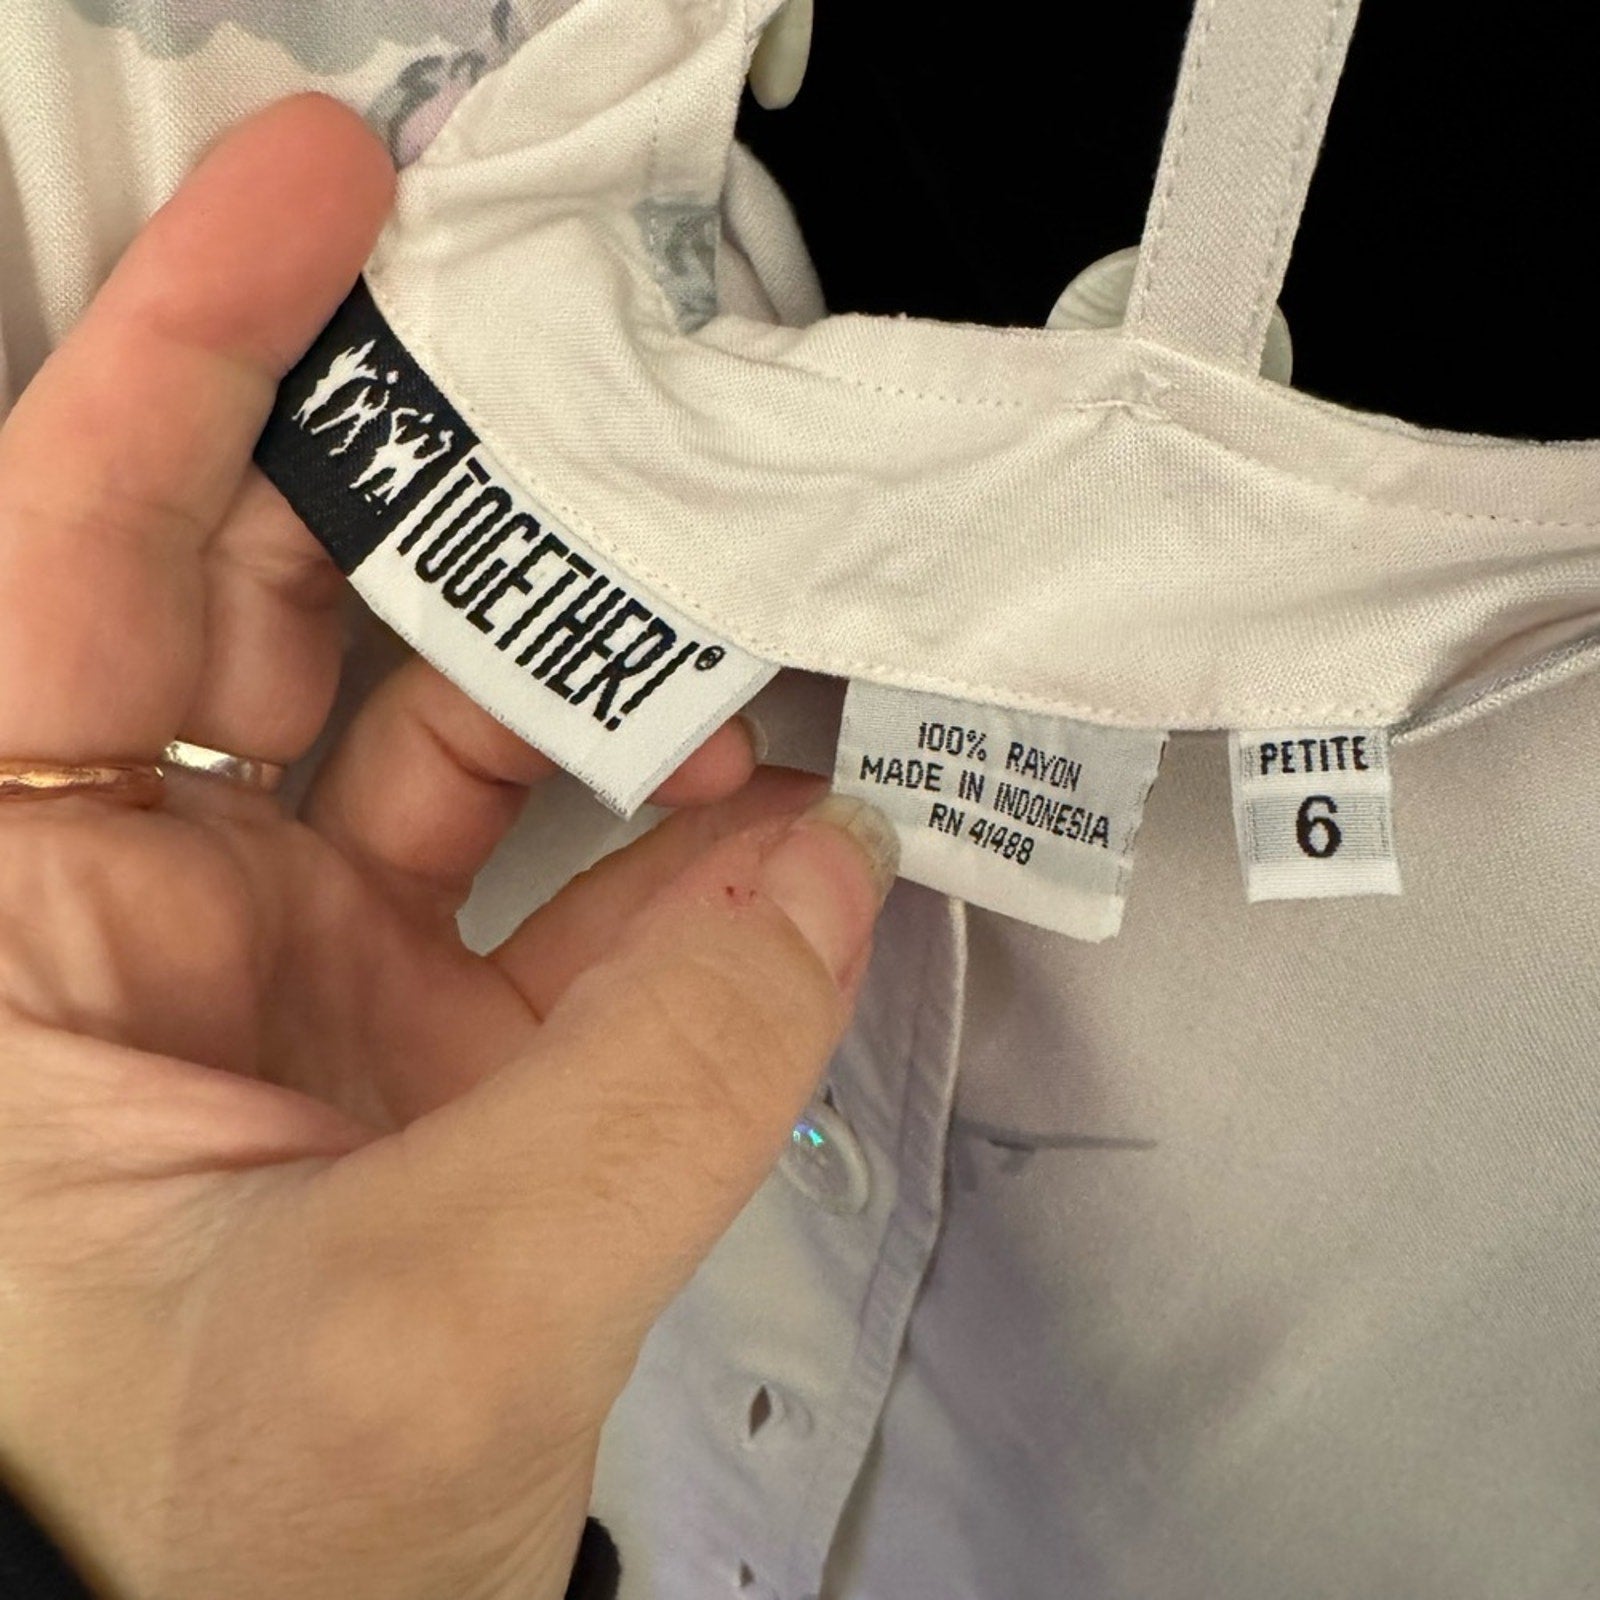 TOGETHER!®
100% RAYON
MADE IN INDONESIA
RN 41488
PETITE
6